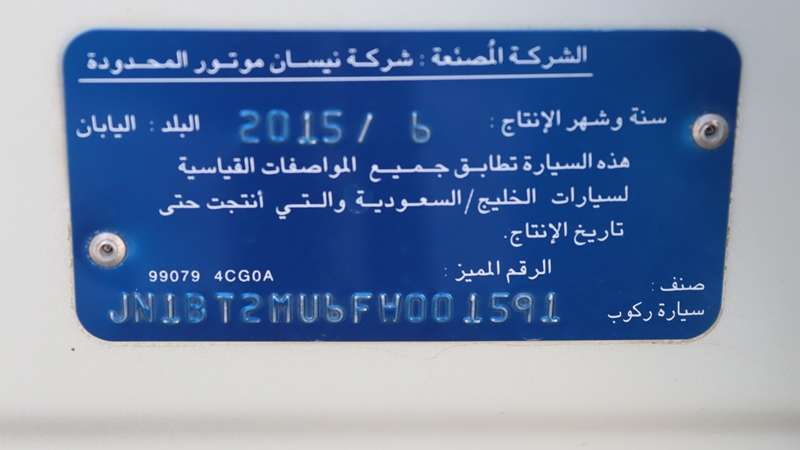 الشركة المُصنعة : شركة نيسان موتور المحدودة
سنة وشهر الإنتاج : 2015 / 6 البلد : اليابان
هذه السيارة تطابق جميع المواصفات القياسية
لسيارات الخليج/السعودية والتي أنتجت حتى
تاريخ الإنتاج.
الرقم المميز :
99079 4CG0A
صنف :
سيارة ركوب
JN1BT2MU6FW001591